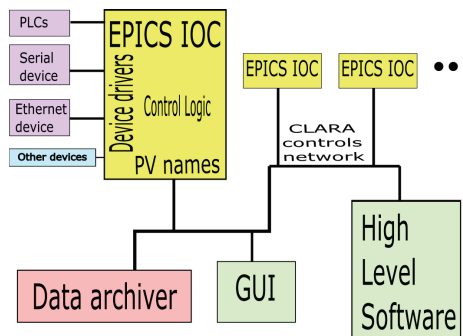 PLCs
Serial
device
Ethernet
device
Other devices
EPICS IOC
Device drivers
Control Logic
PV names
EPICS IOC
EPICS IOC
CLARA
controls
network
Data archiver
GUI
High
Level
Software